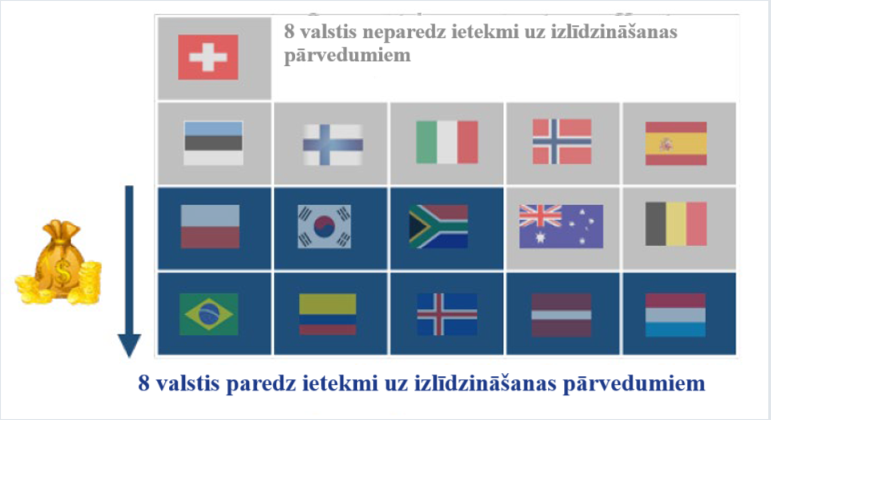 8 valstis neparedz ietekmi uz izlīdzināšanas
pārvedumiem
$
8 valstis paredz ietekmi uz izlīdzināšanas pārvedumiem